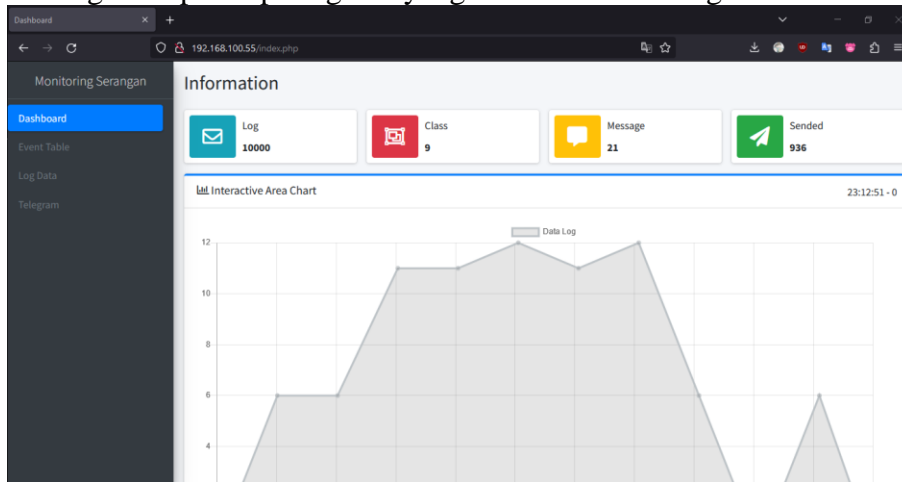 Dashboard
192.168.100.55/index.php
Monitoring Serangan
Information
Dashboard
Event Table
Log Data
Telegram
Log
10000
Class
9
Message
21
Sended
936
Interactive Area Chart
23:12:51 - 0
Data Log
12
10
8
6
4